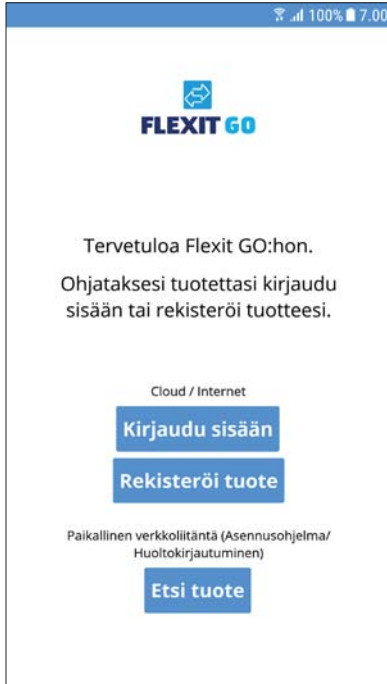 100% 7.00
FLEXIT GO
Tervetuloa Flexit GO:hon.
Ohjataksesi tuotettasi kirjaudu
sisään tai rekisteröi tuotteesi.
Cloud / Internet
Kirjaudu sisään
Rekisteröi tuote
Paikallinen verkkoliitäntä (Asennusohjelma/
Huoltokirjautuminen)
Etsi tuote